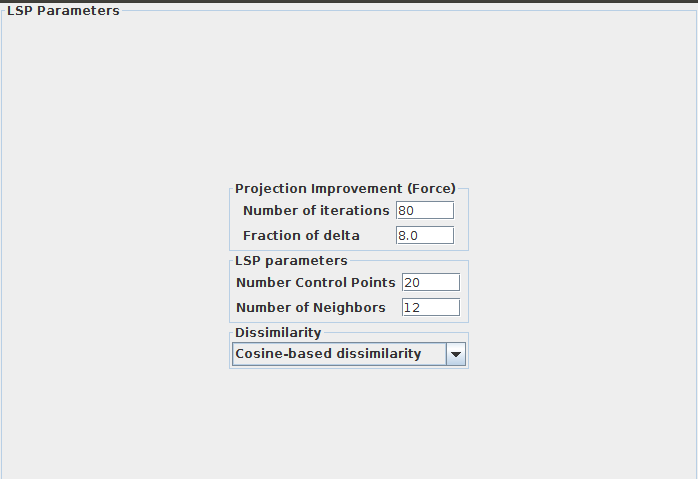 LSP Parameters
Projection Improvement (Force)
Number of iterations 80
Fraction of delta 8.0
LSP parameters
Number Control Points 20
Number of Neighbors 12
Dissimilarity
Cosine-based dissimilarity